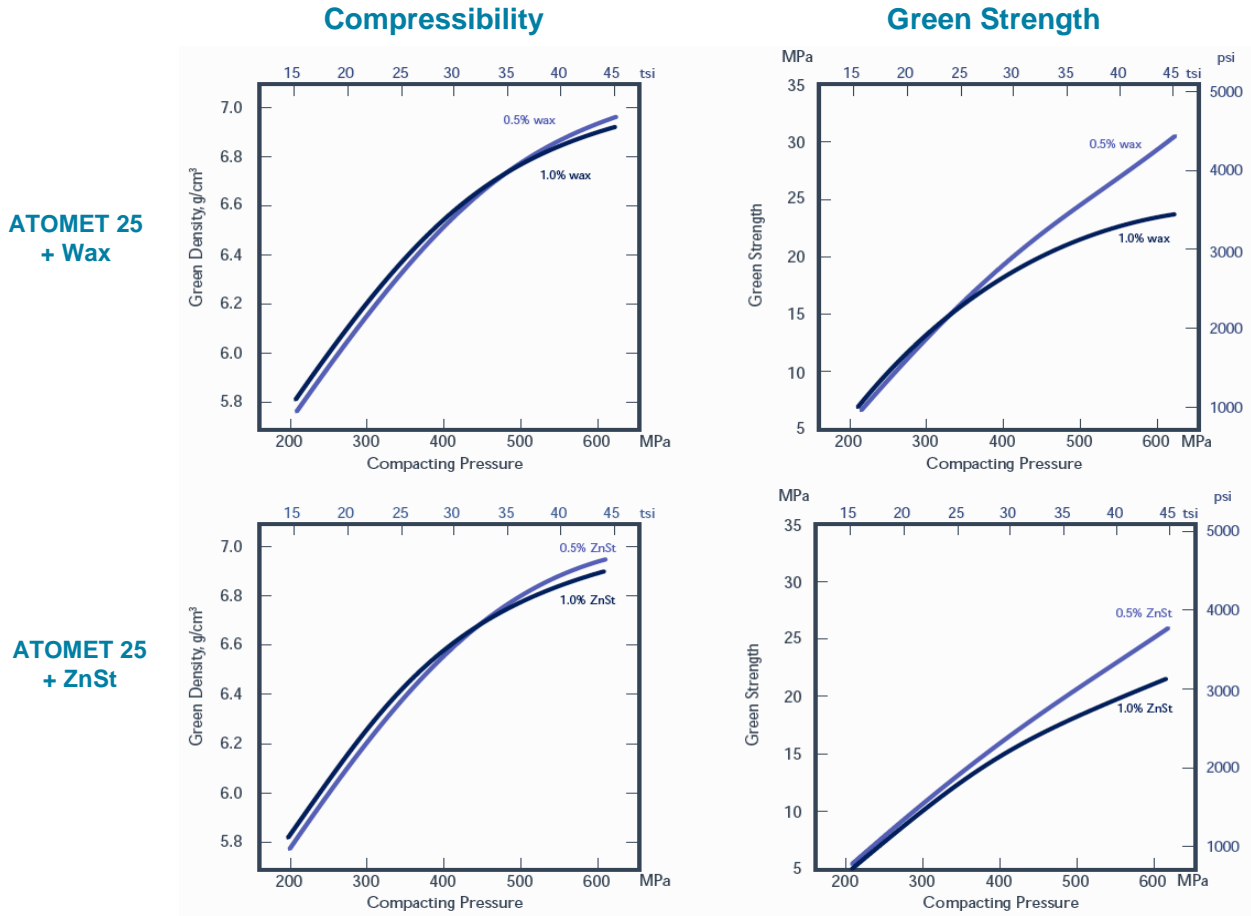 Compressibility
Green Strength
ATOMET 25
+ Wax
15 20 25 30 35 40 45 tsi
7.0
6.8
6.6
6.4
6.2
6.0
5.8
Green Density, g/cm³
0.5% wax
1.0% wax
200 300 400 500 600 MPa
Compacting Pressure
MPa
psi
15 20 25 30 35 40 45 tsi
35
30
25
20
15
10
5
Green Strength
0.5% wax
1.0% wax
5000
4000
3000
2000
1000
200 300 400 500 600 MPa
Compacting Pressure
ATOMET 25
+ ZnSt
15 20 25 30 35 40 45 tsi
7.0
6.8
6.6
6.4
6.2
6.0
5.8
Green Density, g/cm³
0.5% ZnSt
1.0% ZnSt
200 300 400 500 600 MPa
Compacting Pressure
MPa
psi
15 20 25 30 35 40 45 tsi
35
30
25
20
15
10
5
Green Strength
0.5% ZnSt
1.0% ZnSt
5000
4000
3000
2000
1000
200 300 400 500 600 MPa
Compacting Pressure